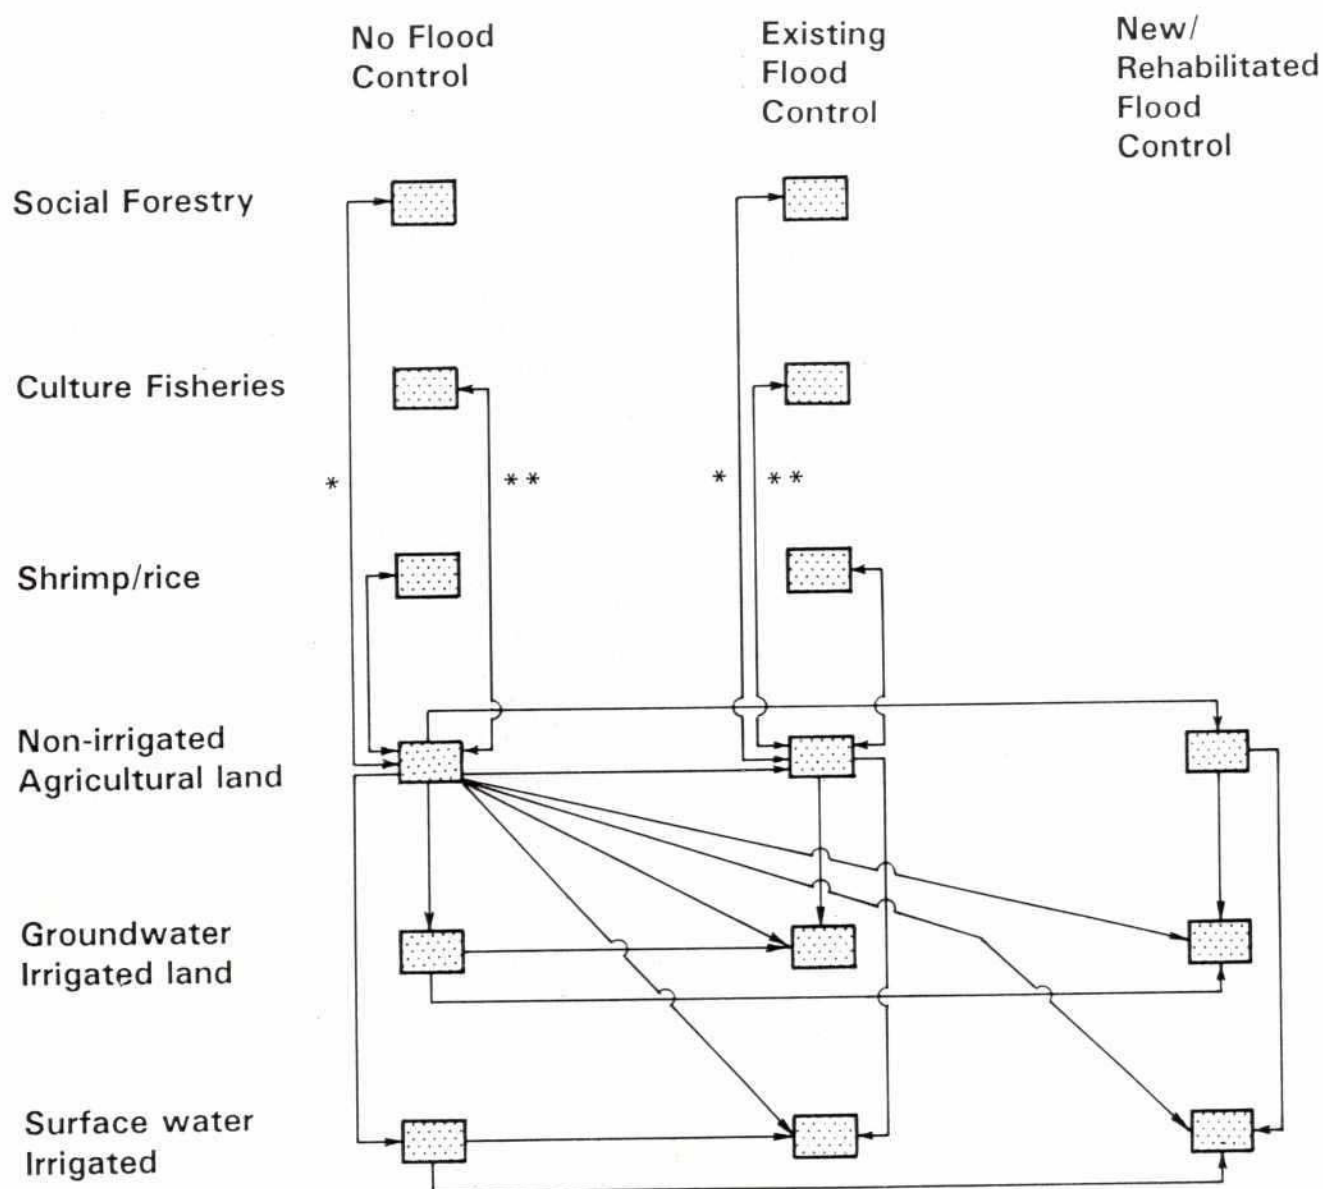 No Flood
Control
Existing
Flood
Control
New/
Rehabilitated
Flood
Control
Social Forestry
Culture Fisheries
*
**
*
**
Shrimp/rice
Non-irrigated
Agricultural land
Groundwater
Irrigated land
Surface water
Irrigated